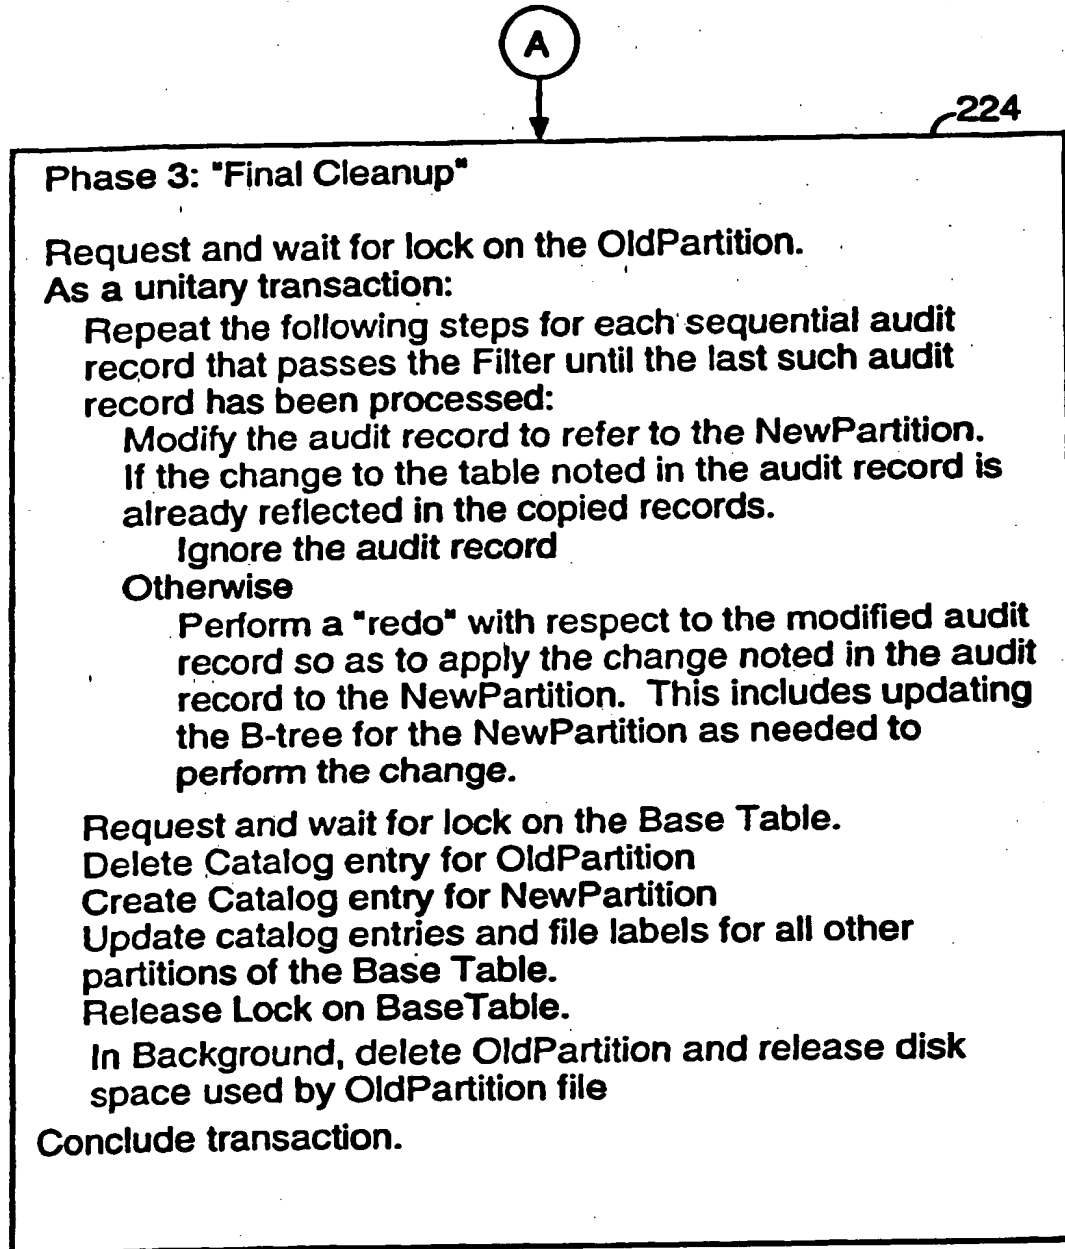 A
224
Phase 3: "Final Cleanup"
Request and wait for lock on the OldPartition.
As a unitary transaction:
Repeat the following steps for each sequential audit
record that passes the Filter until the last such audit
record has been processed:
Modify the audit record to refer to the NewPartition.
If the change to the table noted in the audit record is
already reflected in the copied records.
Ignore the audit record
Otherwise
Perform a "redo" with respect to the modified audit
record so as to apply the change noted in the audit
record to the NewPartition. This includes updating
the B-tree for the NewPartition as needed to
perform the change.
Request and wait for lock on the Base Table.
Delete Catalog entry for OldPartition
Create Catalog entry for NewPartition
Update catalog entries and file labels for all other
partitions of the Base Table.
Release Lock on BaseTable.
In Background, delete OldPartition and release disk
space used by OldPartition file
Conclude transaction.